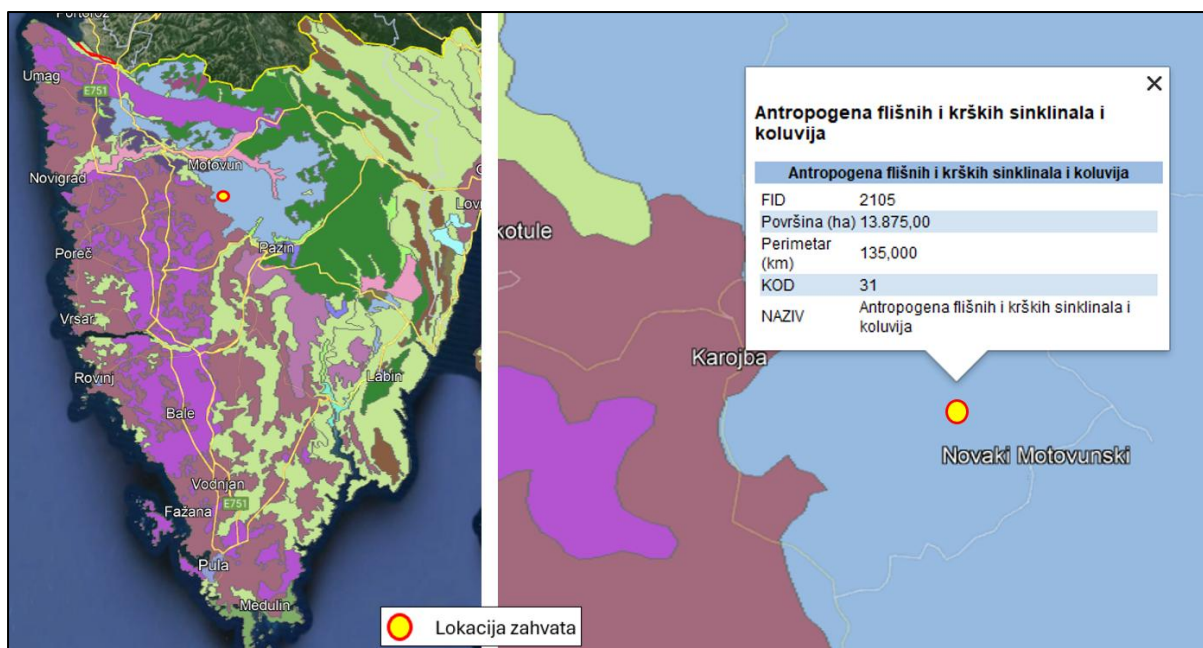 Portorož
Umag
E751
Motovun
Novigrad
Poreč
Pazin
Vrsar
Rovinj
Labin
Bale
Vodnjan
E751
Fažana
Pula
Medulin
Lokacija zahvata
Antropogena flišnih i krških sinklinala i
koluvija
Antropogena flišnih i krških sinklinala i koluvija
FID 2105
Površina (ha) 13.875,00
Perimetar
(km) 135,000
KOD 31
NAZIV Antropogena flišnih i krških sinklinala i
koluvija
Karojba
Novaki Motovunski